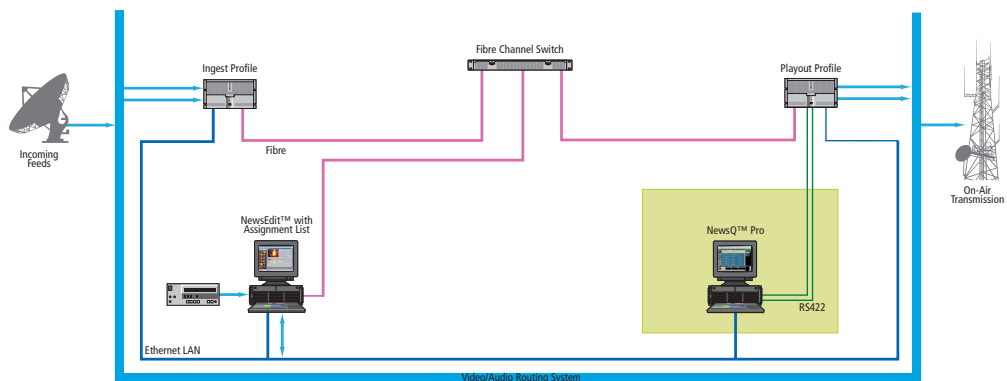 Fibre Channel Switch
Ingest Profile
Playout Profile
Incoming
Feeds
Fibre
On-Air
Transmission
NewsEdit™ with
Assignment List
NewsQ™ Pro
RS422
Ethernet LAN
Video/Audio Routing System